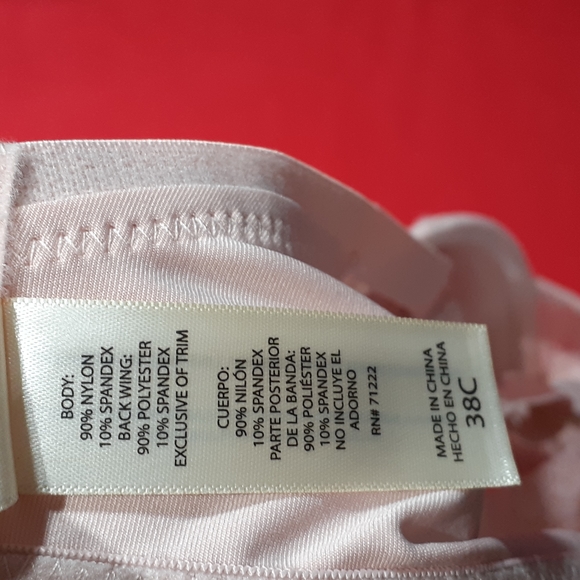 BODY:
90% NYLON
10% SPANDEX
BACK WING:
90% POLYESTER
10% SPANDEX
EXCLUSIVE OF TRIM
CUERPO:
90% NILÓN
10% SPANDEX
PARTE POSTERIOR
DE LA BANDA:
90% POLIÉSTER
10% SPANDEX
NO INCLUYE EL
ADORNO
RN# 71222
MADE IN CHINA
HECHO EN CHINA
38C